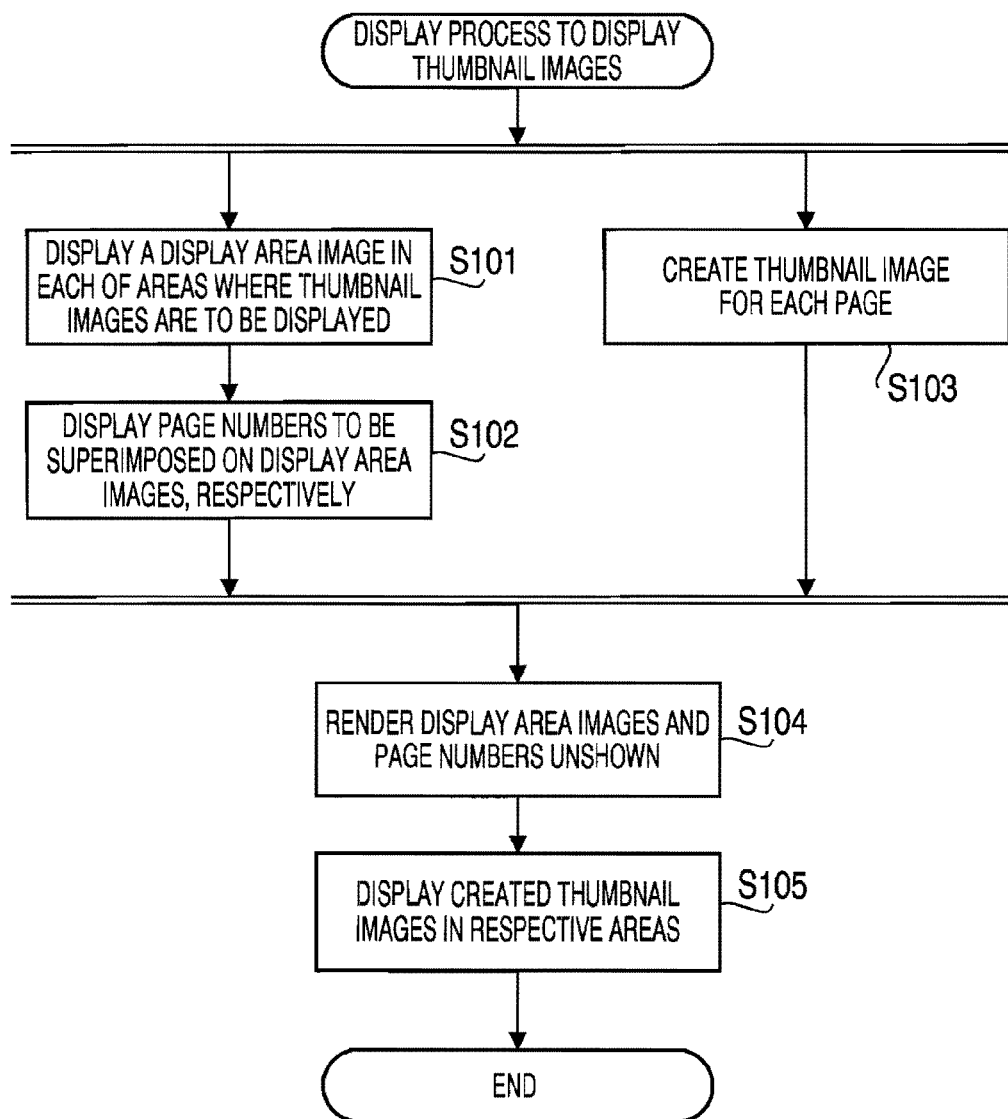 DISPLAY PROCESS TO DISPLAY
THUMBNAIL IMAGES
DISPLAY A DISPLAY AREA IMAGE IN
EACH OF AREAS WHERE THUMBNAIL
IMAGES ARE TO BE DISPLAYED
S101
CREATE THUMBNAIL IMAGE
FOR EACH PAGE
S103
DISPLAY PAGE NUMBERS TO BE
SUPERIMPOSED ON DISPLAY AREA
IMAGES, RESPECTIVELY
S102
RENDER DISPLAY AREA IMAGES AND
PAGE NUMBERS UNSHOWN
S104
DISPLAY CREATED THUMBNAIL
IMAGES IN RESPECTIVE AREAS
S105
END